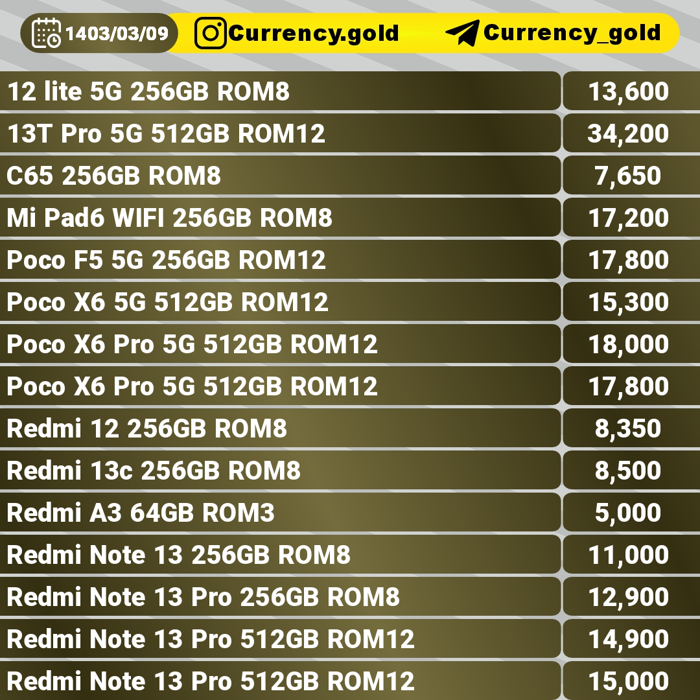 1403/03/09 Currency.gold Currency_gold
12 lite 5G 256GB ROM8 13,600
13T Pro 5G 512GB ROM12 34,200
C65 256GB ROM8 7,650
Mi Pad6 WIFI 256GB ROM8 17,200
Poco F5 5G 256GB ROM12 17,800
Poco X6 5G 512GB ROM12 15,300
Poco X6 Pro 5G 512GB ROM12 18,000
Poco X6 Pro 5G 512GB ROM12 17,800
Redmi 12 256GB ROM8 8,350
Redmi 13c 256GB ROM8 8,500
Redmi A3 64GB ROM3 5,000
Redmi Note 13 256GB ROM8 11,000
Redmi Note 13 Pro 256GB ROM8 12,900
Redmi Note 13 Pro 512GB ROM12 14,900
Redmi Note 13 Pro 512GB ROM12 15,000